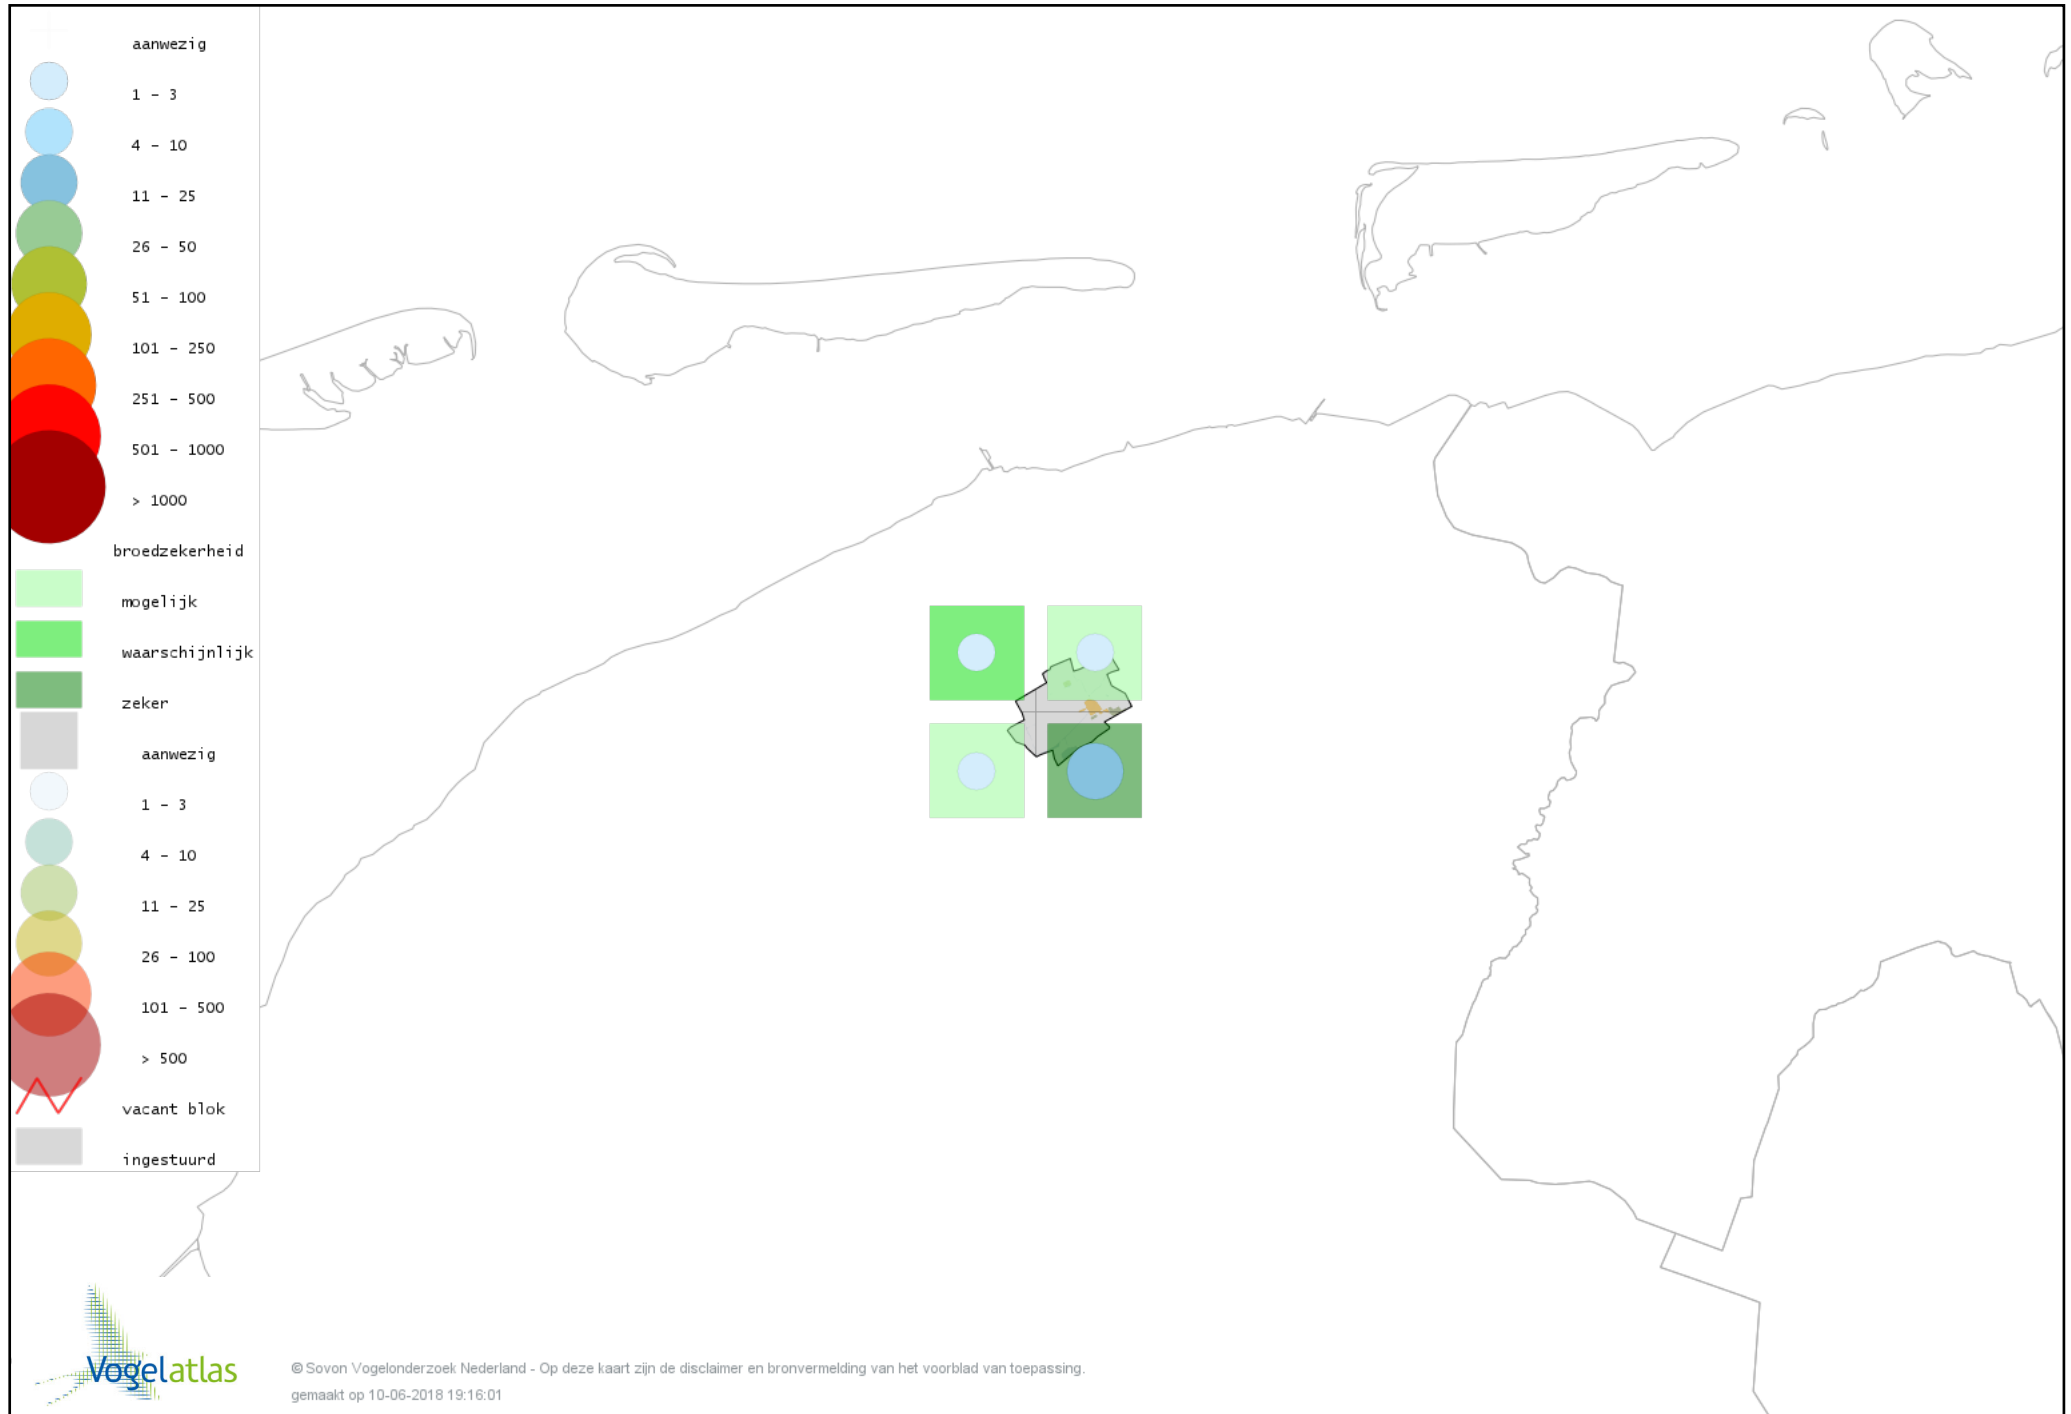 aanwezig
1 - 3
4 - 10
11 - 25
26 - 50
51 - 100
101 - 250
251 - 500
501 - 1000
> 1000
broedzekerheid
mogelijk
waarschijnlijk
zeker
aanwezig
1 - 3
4 - 10
11 - 25
26 - 100
101 - 500
> 500
vacant blok
ingestuurd
Vogelatlas
© Sovon Vogelonderzoek Nederland - Op deze kaart zijn de disclaimer en bronvermelding van het voorblad van toepassing.
gemaakt op 10-06-2018 19:16:01